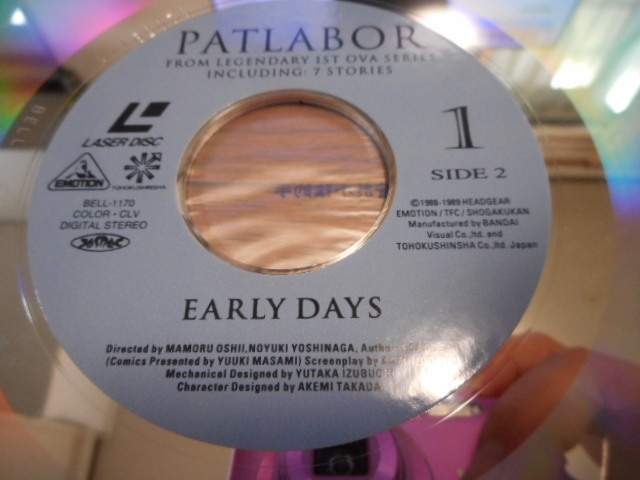 PATLABOR
FROM LEGENDARY 1ST OVA SERIES
INCLUDING: 7 STORIES
LASER DISC
EMOTION
TOHOKUSHINSHA
BELL-1170
COLOR • CLV
DIGITAL STEREO
1
SIDE 2
©1988-1989 HEADGEAR
EMOTION / TFC / SHOGAKUKAN
Manufactured by BANDAI
Visual Co.,ltd. and
TOHOKUSHINSHA Co., Ltd. Japan
EARLY DAYS
Directed by MAMORU OSHII,NOYUKI YOSHINAGA,
(Comics Presented by YUUKI MASAMI) Screenplay by
Mechanical Designed by YUTAKA
Character Designed by AKEMI TAKADA
BELL